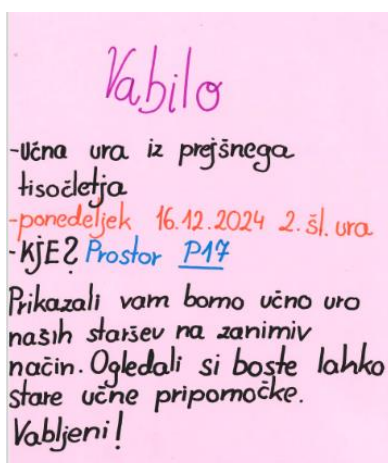 Vabilo
-Učna ura iz prejšnega
tisočletja
-ponedeljek 16.12.2024 2. šl. ura
-KJE? Prostor P17
Prikazali vam bomo učno uro
naših staršev na zanimiv
način. Ogledali si boste lahko
stare učne pripomočke.
Vabljeni!